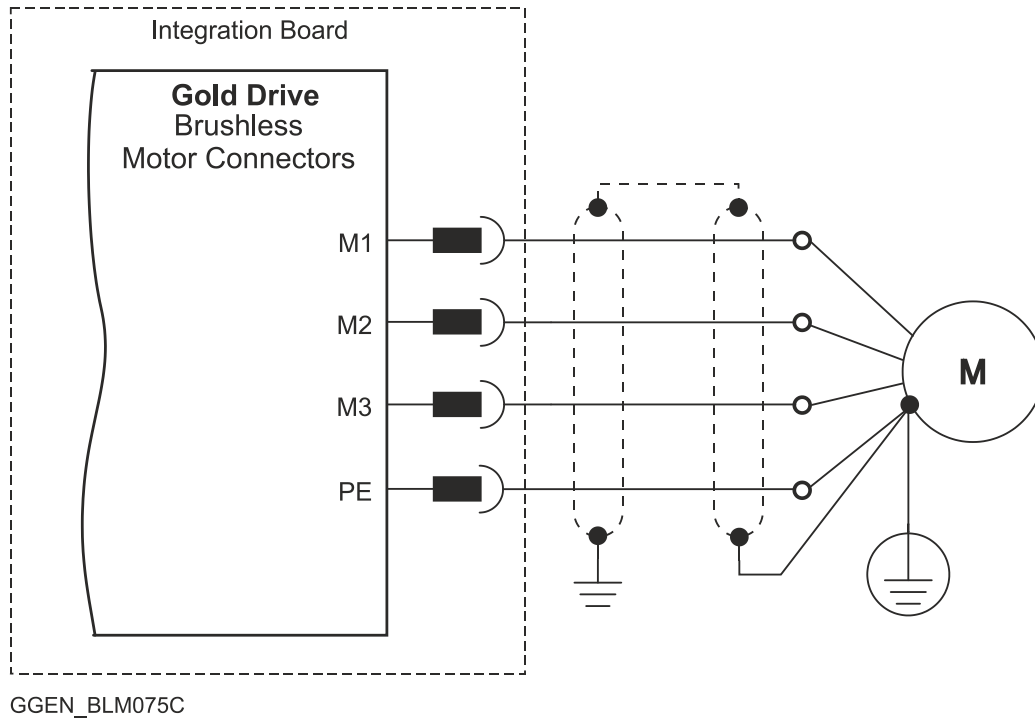 Integration Board
Gold Drive
Brushless
Motor Connectors
M1
M2
M3
PE
M
GGEN_BLM075C